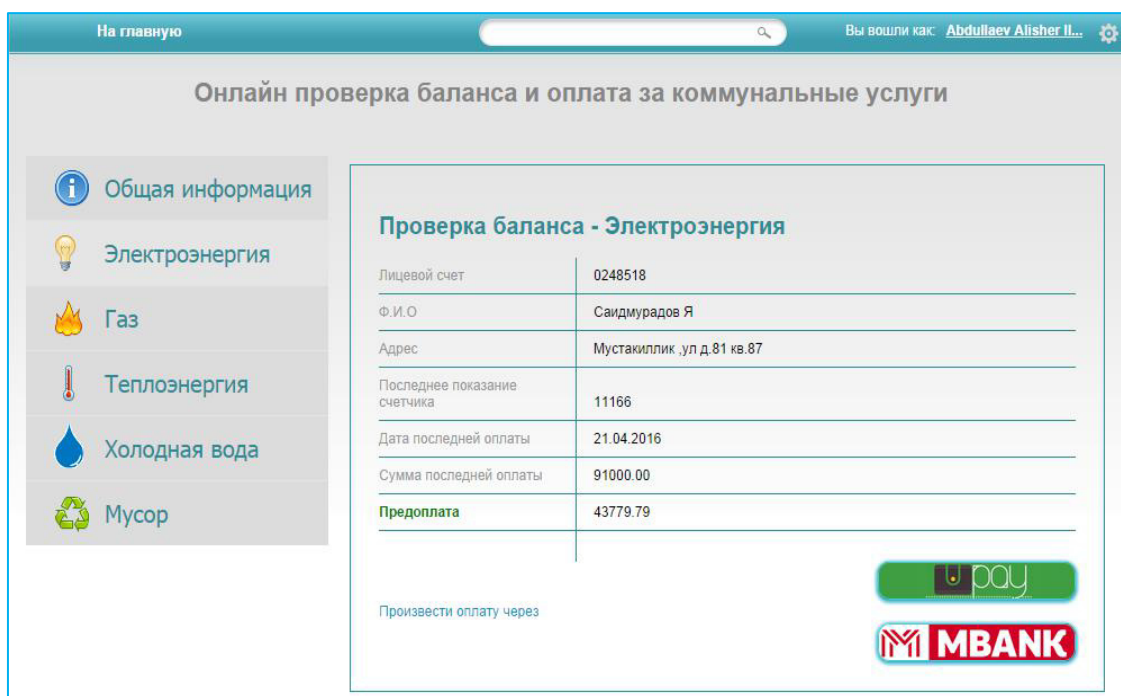 На главную
Вы вошли как: Abdullaev Alisher Il...
Онлайн проверка баланса и оплата за коммунальные услуги
Общая информация
Электроэнергия
Газ
Теплоэнергия
Холодная вода
Мусор
Проверка баланса - Электроэнергия
Лицевой счет 0248518
Ф.И.О Саидмурадов Я
Адрес Мустакиллик ,ул д.81 кв.87
Последнее показание
счетчика 11166
Дата последней оплаты 21.04.2016
Сумма последней оплаты 91000.00
Предоплата 43779.79
Произвести оплату через
U pay
MBANK